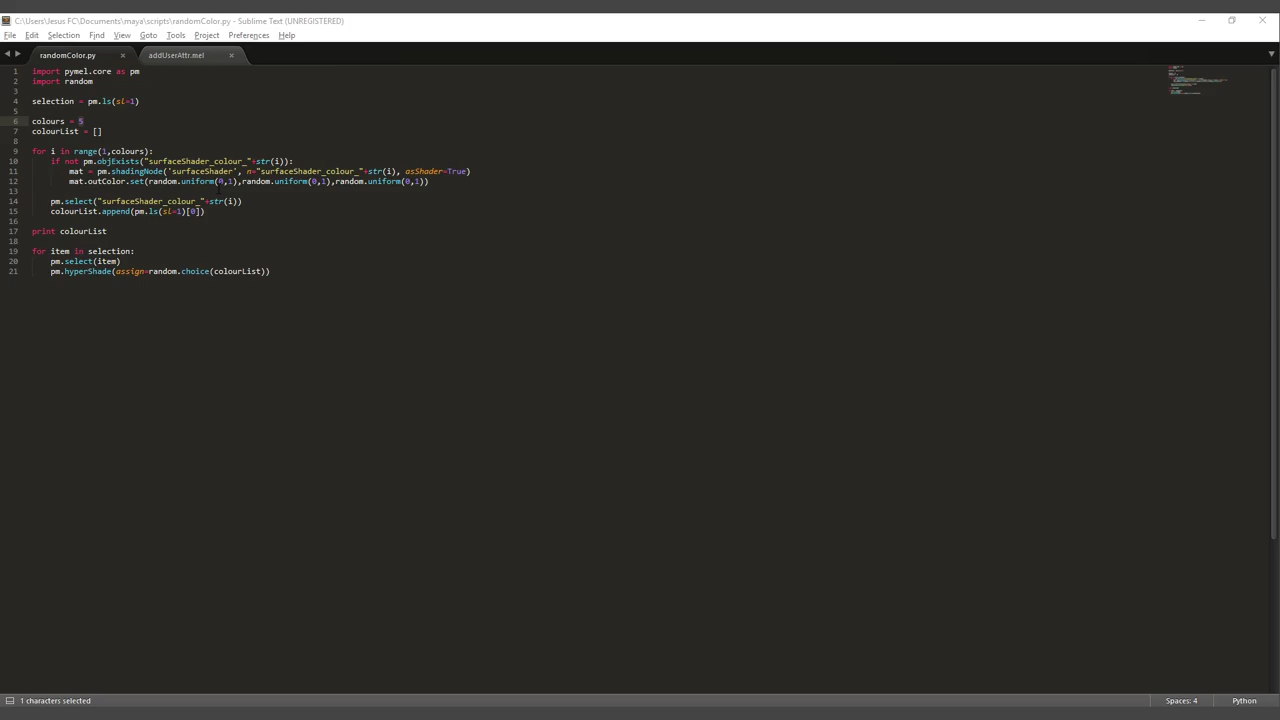 C:\Users\Jesus FC\Documents\maya\scripts\randomColor.py - Sublime Text (UNREGISTERED)
File Edit Selection Find View Goto Tools Project Preferences Help
randomColor.py × addUserAttr.mel ×
1 import pymel.core as pm
2 import random
3
4 selection = pm.ls(sl=1)
5
6 colours = 5
7 colourList = []
8
9 for i in range(1,colours):
10 if not pm.objExists("surfaceShader_colour_"+str(i)):
11 mat = pm.shadingNode('surfaceShader', n="surfaceShader_colour_"+str(i), asShader=True)
12 mat.outColor.set(random.uniform(0,1),random.uniform(0,1),random.uniform(0,1))
13
14 pm.select("surfaceShader_colour_"+str(i))
15 colourList.append(pm.ls(sl=1)[0])
16
17 print colourList
18
19 for item in selection:
20 pm.select(item)
21 pm.hyperShade(assign=random.choice(colourList))
1 characters selected Spaces: 4 Python